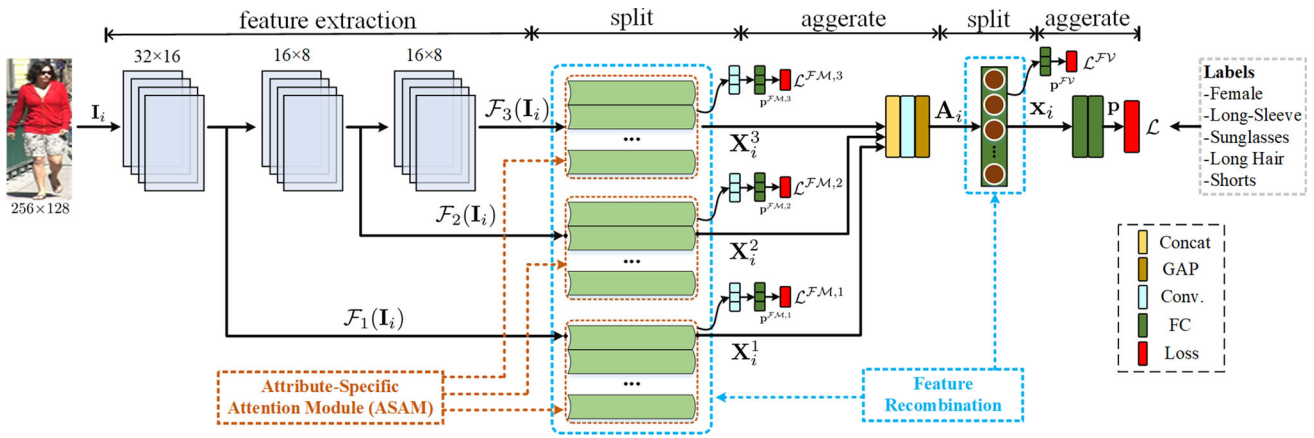 feature extraction
split
aggerate
split
aggerate
32×16
16×8
16×8
I_i
256×128
F_3(I_i)
F_2(I_i)
F_1(I_i)
...
...
...
p^{FM,3}
L^{FM,3}
X_i^3
p^{FM,2}
L^{FM,2}
X_i^2
p^{FM,1}
L^{FM,1}
X_i^1
A_i
...
p^{FV}
L^{FV}
x_i
p
L
Labels
-Female
-Long-Sleeve
-Sunglasses
-Long Hair
-Shorts
Concat
GAP
Conv.
FC
Loss
Attribute-Specific
Attention Module (ASAM)
Feature
Recombination